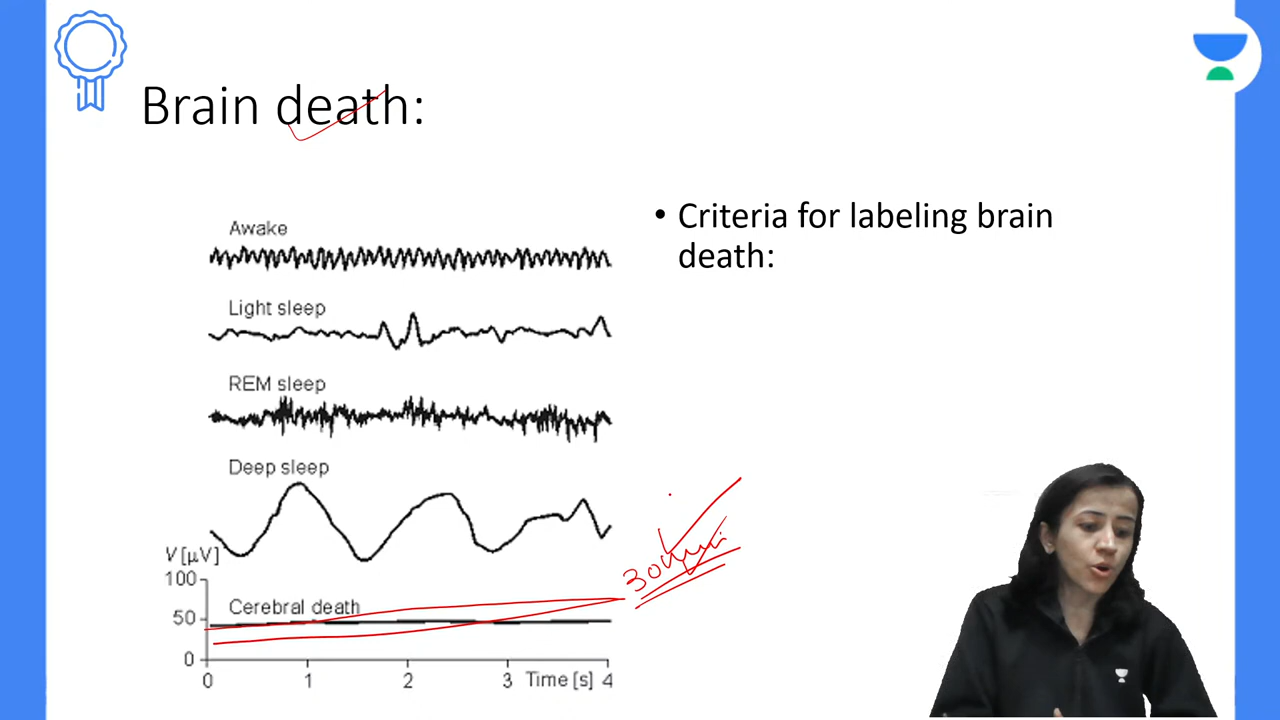 Brain death:
• Criteria for labeling brain
death:
Awake
Light sleep
REM sleep
Deep sleep
V [µV]
100
Cerebral death
50
0
0 1 2 3 Time [s] 4
30